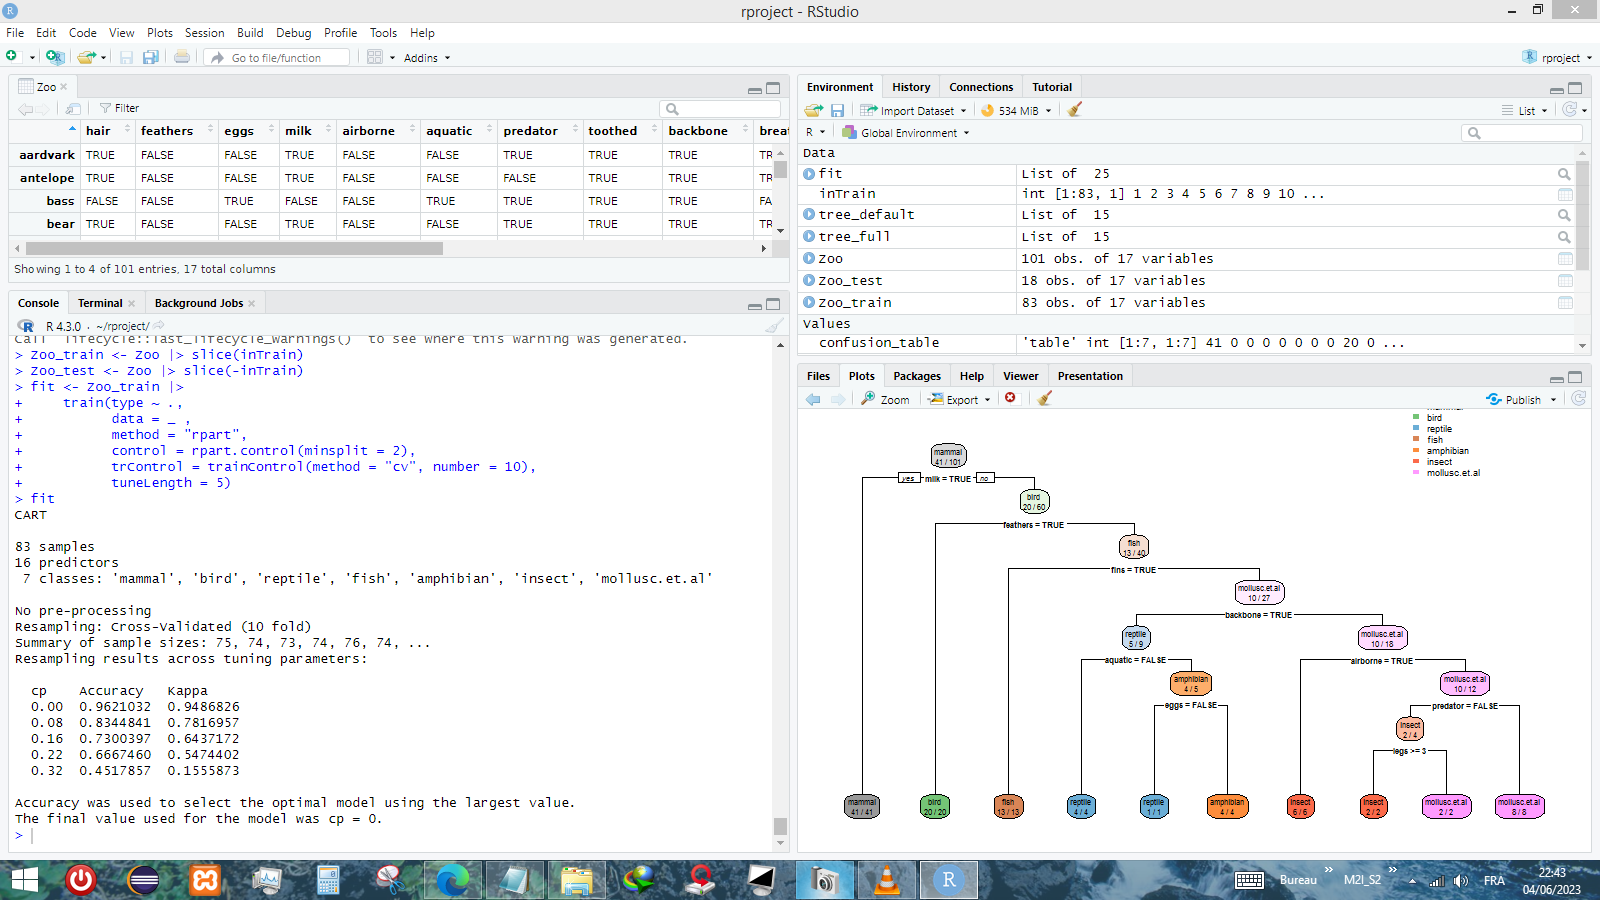 rproject - RStudio
File Edit Code View Plots Session Build Debug Profile Tools Help
Go to file/function Addins rproject
Zoo
Filter
hair feathers eggs milk airborne aquatic predator toothed backbone breat
aardvark TRUE FALSE FALSE TRUE FALSE FALSE TRUE TRUE TRUE TR
antelope TRUE FALSE FALSE TRUE FALSE FALSE FALSE TRUE TRUE TR
bass FALSE FALSE TRUE FALSE FALSE TRUE TRUE TRUE TRUE FA
bear TRUE FALSE FALSE TRUE FALSE FALSE TRUE TRUE TRUE TR
Showing 1 to 4 of 101 entries, 17 total columns
Console Terminal Background Jobs
R 4.3.0 · ~/rproject/
Call `lifecycle::last_lifecycle_warnings()` to see where this warning was generated.
> Zoo_train <- Zoo |> slice(inTrain)
> Zoo_test <- Zoo |> slice(-inTrain)
> fit <- Zoo_train |>
+     train(type ~ .,
+           data = _ ,
+           method = "rpart",
+           control = rpart.control(minsplit = 2),
+           trControl = trainControl(method = "cv", number = 10),
+           tuneLength = 5)
> fit
CART
83 samples
16 predictors
7 classes: 'mammal', 'bird', 'reptile', 'fish', 'amphibian', 'insect', 'mollusc.et.al'
No pre-processing
Resampling: Cross-Validated (10 fold)
Summary of sample sizes: 75, 74, 73, 74, 76, 74, ...
Resampling results across tuning parameters:
cp Accuracy Kappa
0.00 0.9621032 0.9486826
0.08 0.8344841 0.7816957
0.16 0.7300397 0.6437172
0.22 0.6667460 0.5474402
0.32 0.4517857 0.1555873
Accuracy was used to select the optimal model using the largest value.
The final value used for the model was cp = 0.
>
Environment History Connections Tutorial
Import Dataset 534 MiB List
R Global Environment
Data
fit List of 25
inTrain int [1:83, 1] 1 2 3 4 5 6 7 8 9 10 ...
tree_default List of 15
tree_full List of 15
Zoo 101 obs. of 17 variables
Zoo_test 18 obs. of 17 variables
Zoo_train 83 obs. of 17 variables
Values
confusion_table 'table' int [1:7, 1:7] 41 0 0 0 0 0 0 0 20 0 ...
Files Plots Packages Help Viewer Presentation
Zoom Export Publish
mammal
bird
reptile
fish
amphibian
insect
mollusc.et.al
mammal
41 / 101
yes milk = TRUE no
bird
20 / 60
feathers = TRUE
fish
13 / 40
fins = TRUE
mollusc.et.al
10 / 27
backbone = TRUE
reptile
5 / 9
mollusc.et.al
10 / 18
aquatic = FALSE
airborne = TRUE
amphibian
4 / 5
mollusc.et.al
10 / 12
eggs = FALSE
predator = FALSE
insect
2 / 4
legs >= 3
mammal
41 / 41
bird
20 / 20
fish
13 / 13
reptile
4 / 4
reptile
1 / 1
amphibian
4 / 4
insect
6 / 6
insect
2 / 2
mollusc.et.al
2 / 2
mollusc.et.al
8 / 8
Bureau
M2I_S2
FRA
22:43
04/06/2023